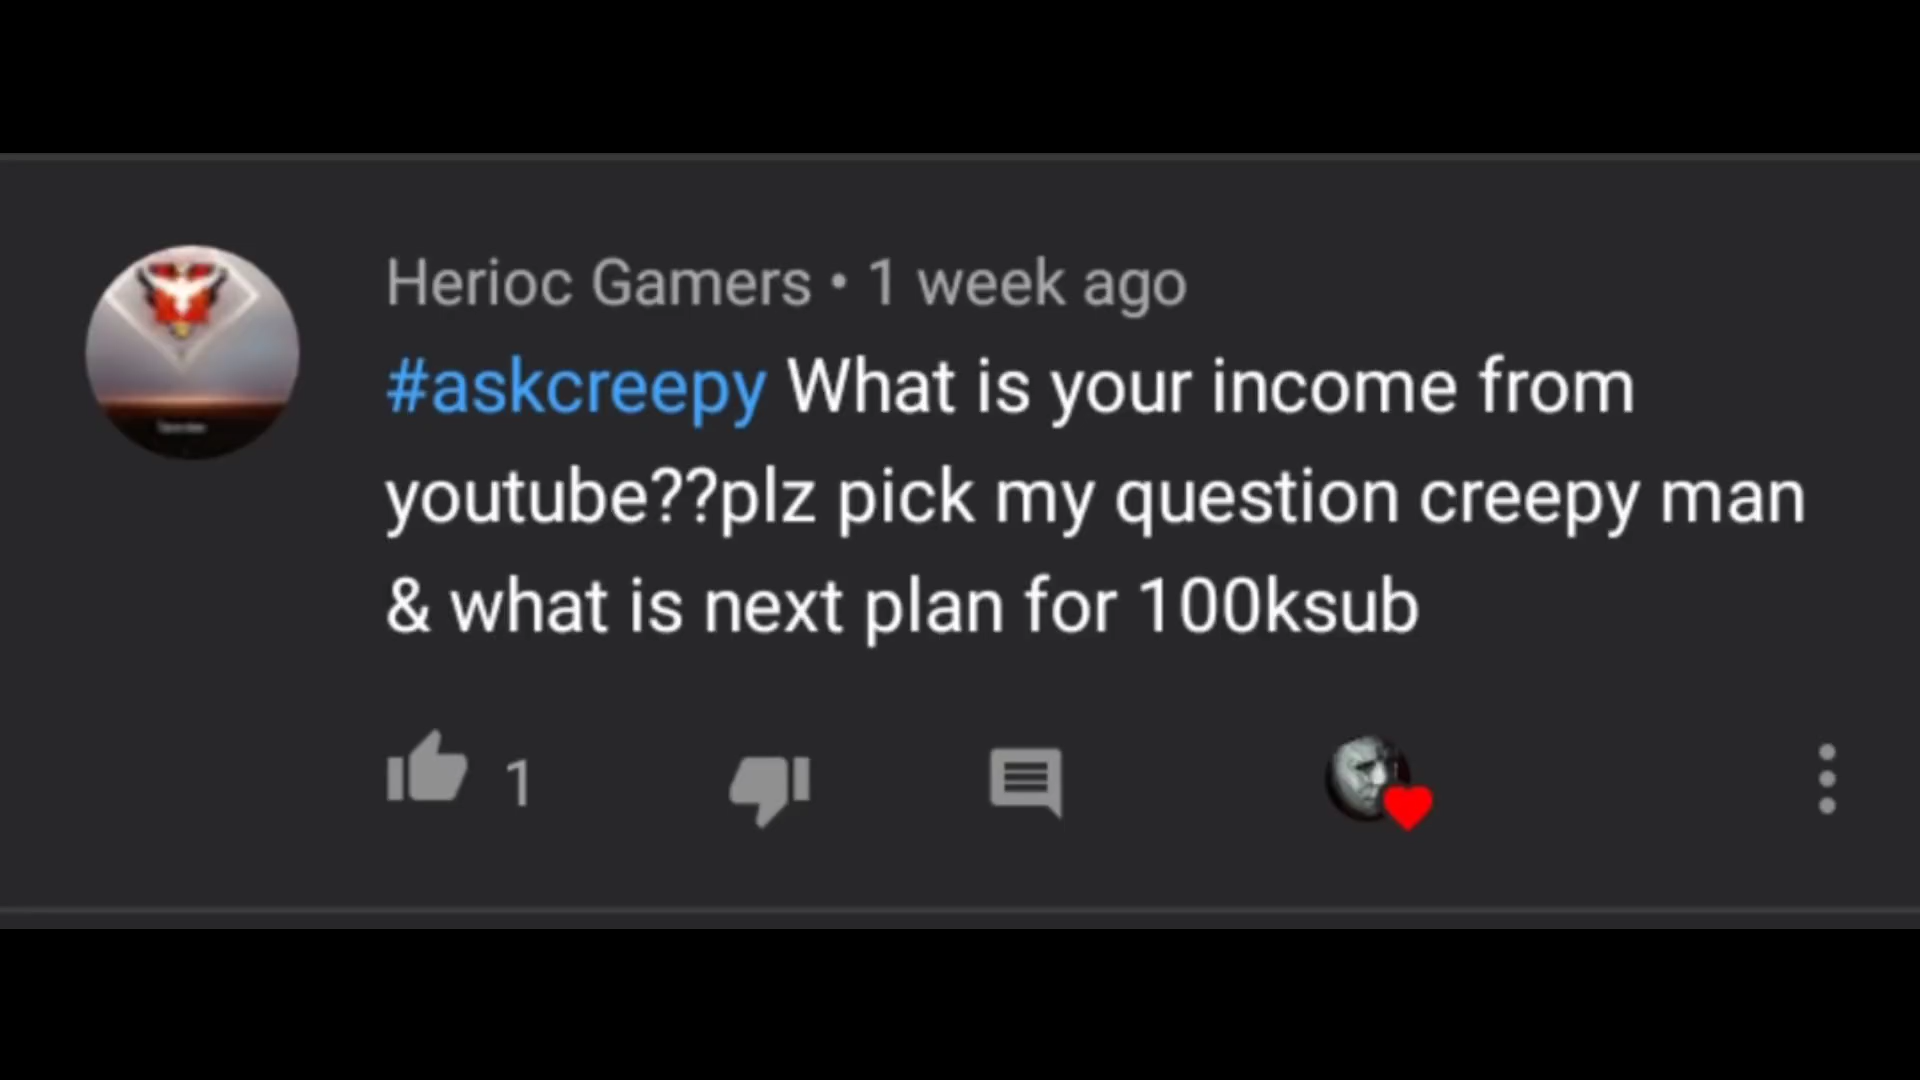 Herioc Gamers • 1 week ago
#askcreepy What is your income from
youtube??plz pick my question creepy man
& what is next plan for 100ksub
1